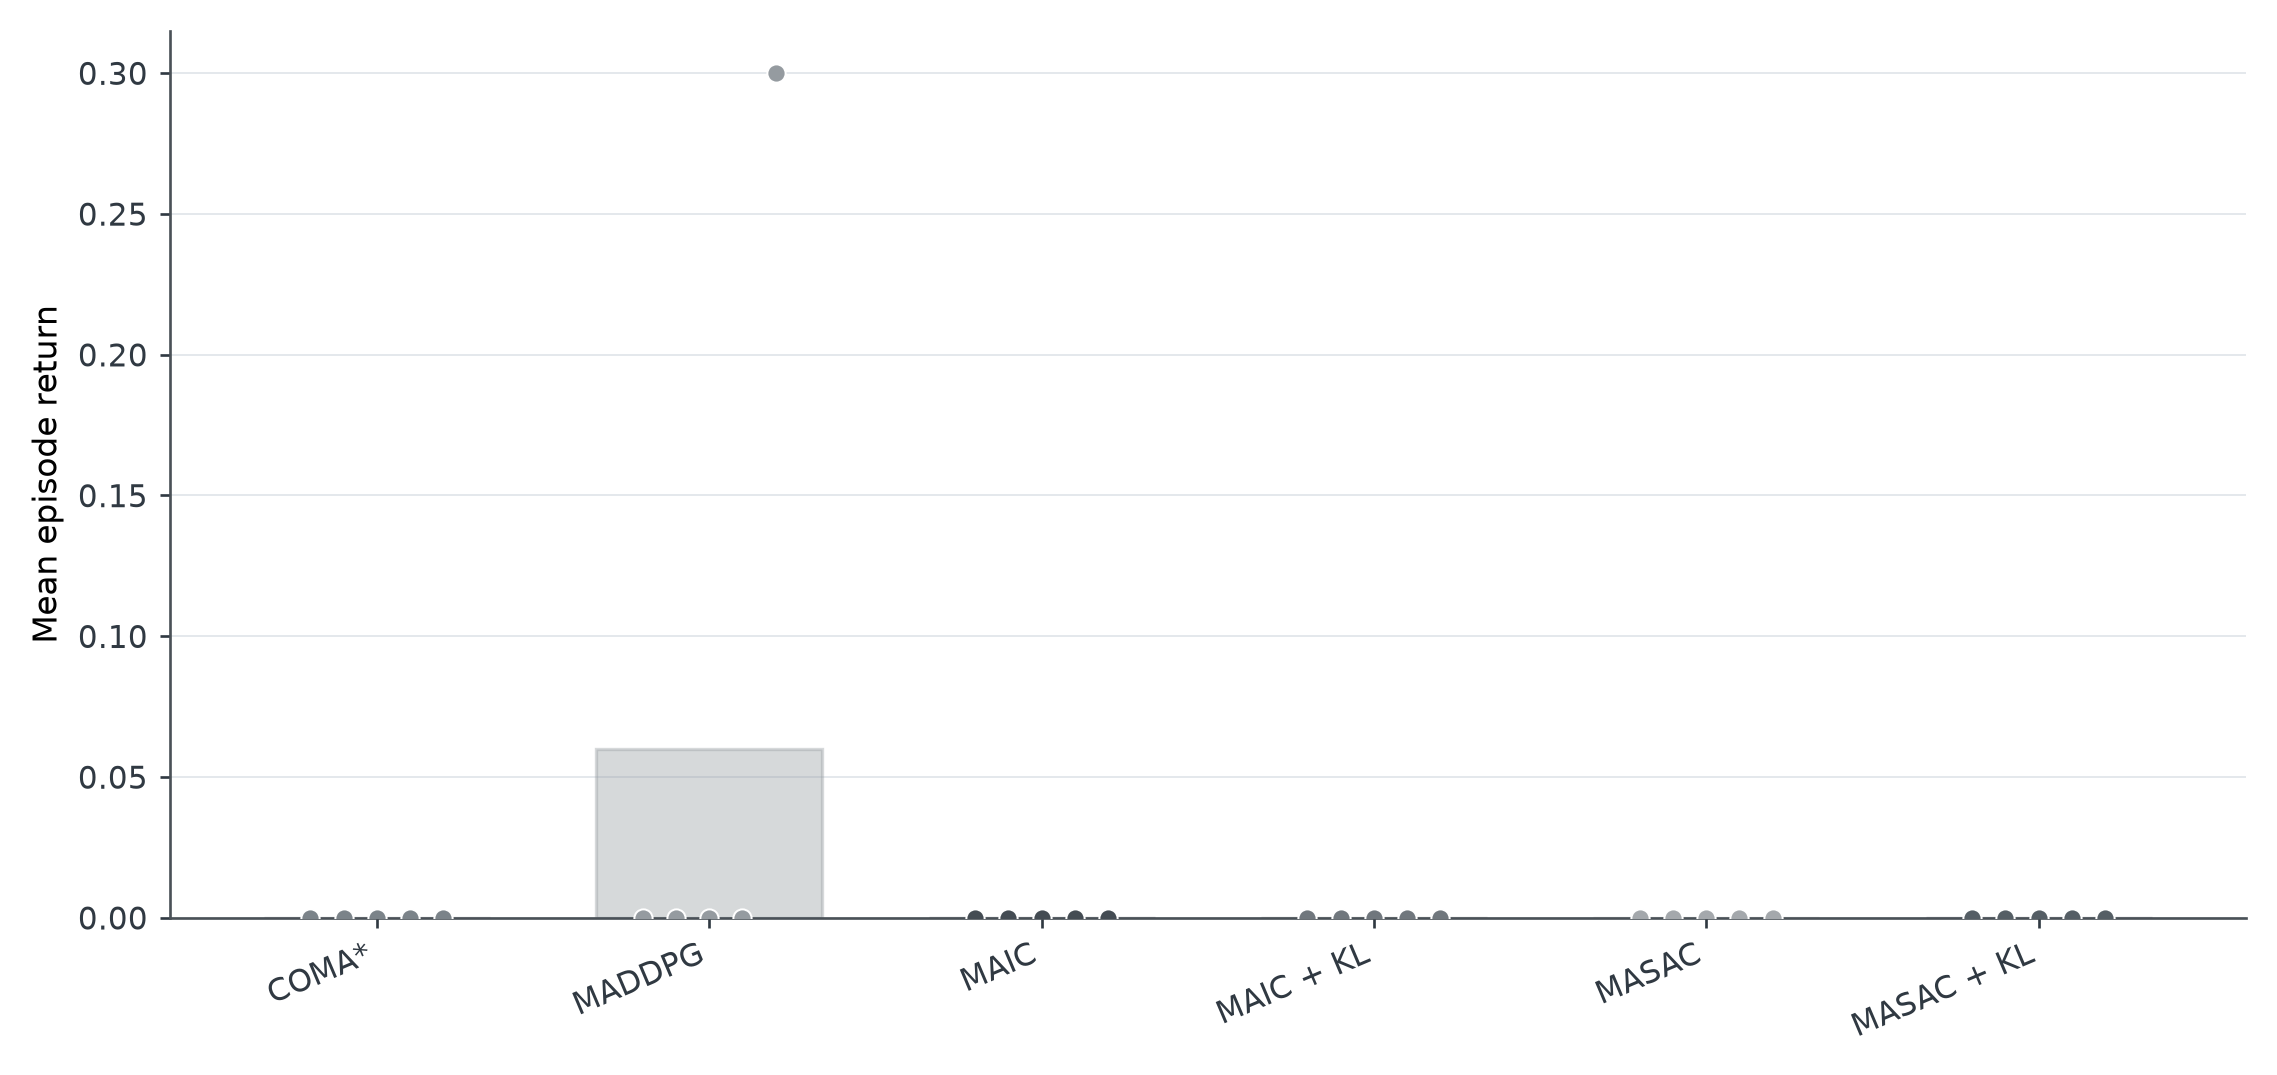 Mean episode return
0.30
0.25
0.20
0.15
0.10
0.05
0.00
COMA*
MADDPG
MAIC
MAIC + KL
MASAC
MASAC + KL